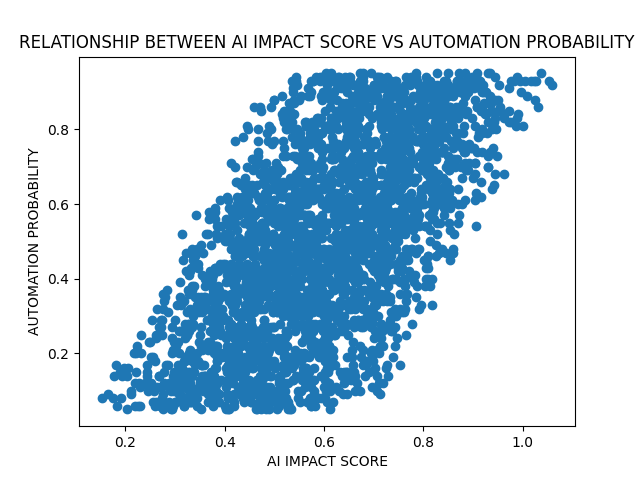 RELATIONSHIP BETWEEN AI IMPACT SCORE VS AUTOMATION PROBABILITY
0.8
0.6
0.4
0.2
AUTOMATION PROBABILITY
0.2 0.4 0.6 0.8 1.0
AI IMPACT SCORE